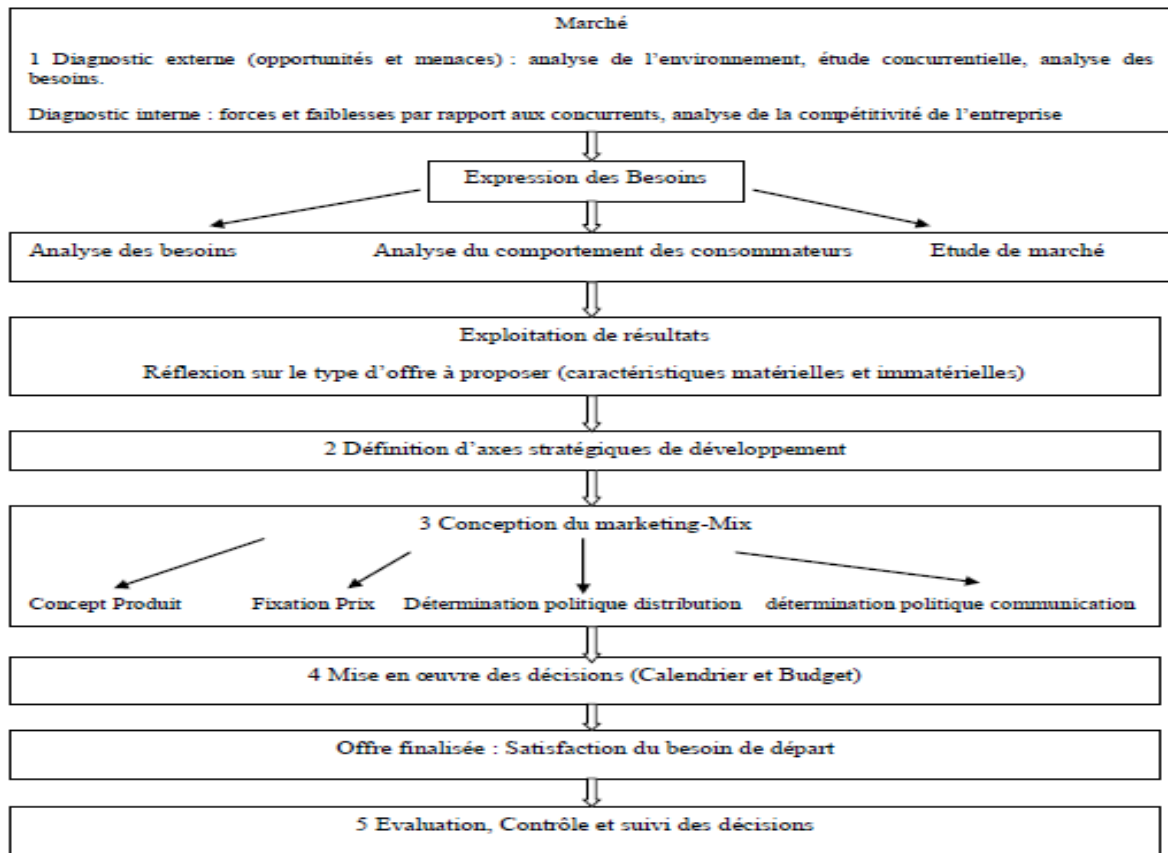 Marché
1 Diagnostic externe (opportunités et menaces) : analyse de l'environnement, étude concurrentielle, analyse des
besoins.
Diagnostic interne : forces et faiblesses par rapport aux concurrents, analyse de la compétitivité de l'entreprise
Expression des Besoins
Analyse des besoins Analyse du comportement des consommateurs Etude de marché
Exploitation de résultats
Réflexion sur le type d'offre à proposer (caractéristiques matérielles et immatérielles)
2 Définition d'axes stratégiques de développement
3 Conception du marketing-Mix
Concept Produit Fixation Prix Détermination politique distribution détermination politique communication
4 Mise en œuvre des décisions (Calendrier et Budget)
Offre finalisée : Satisfaction du besoin de départ
5 Evaluation, Contrôle et suivi des décisions